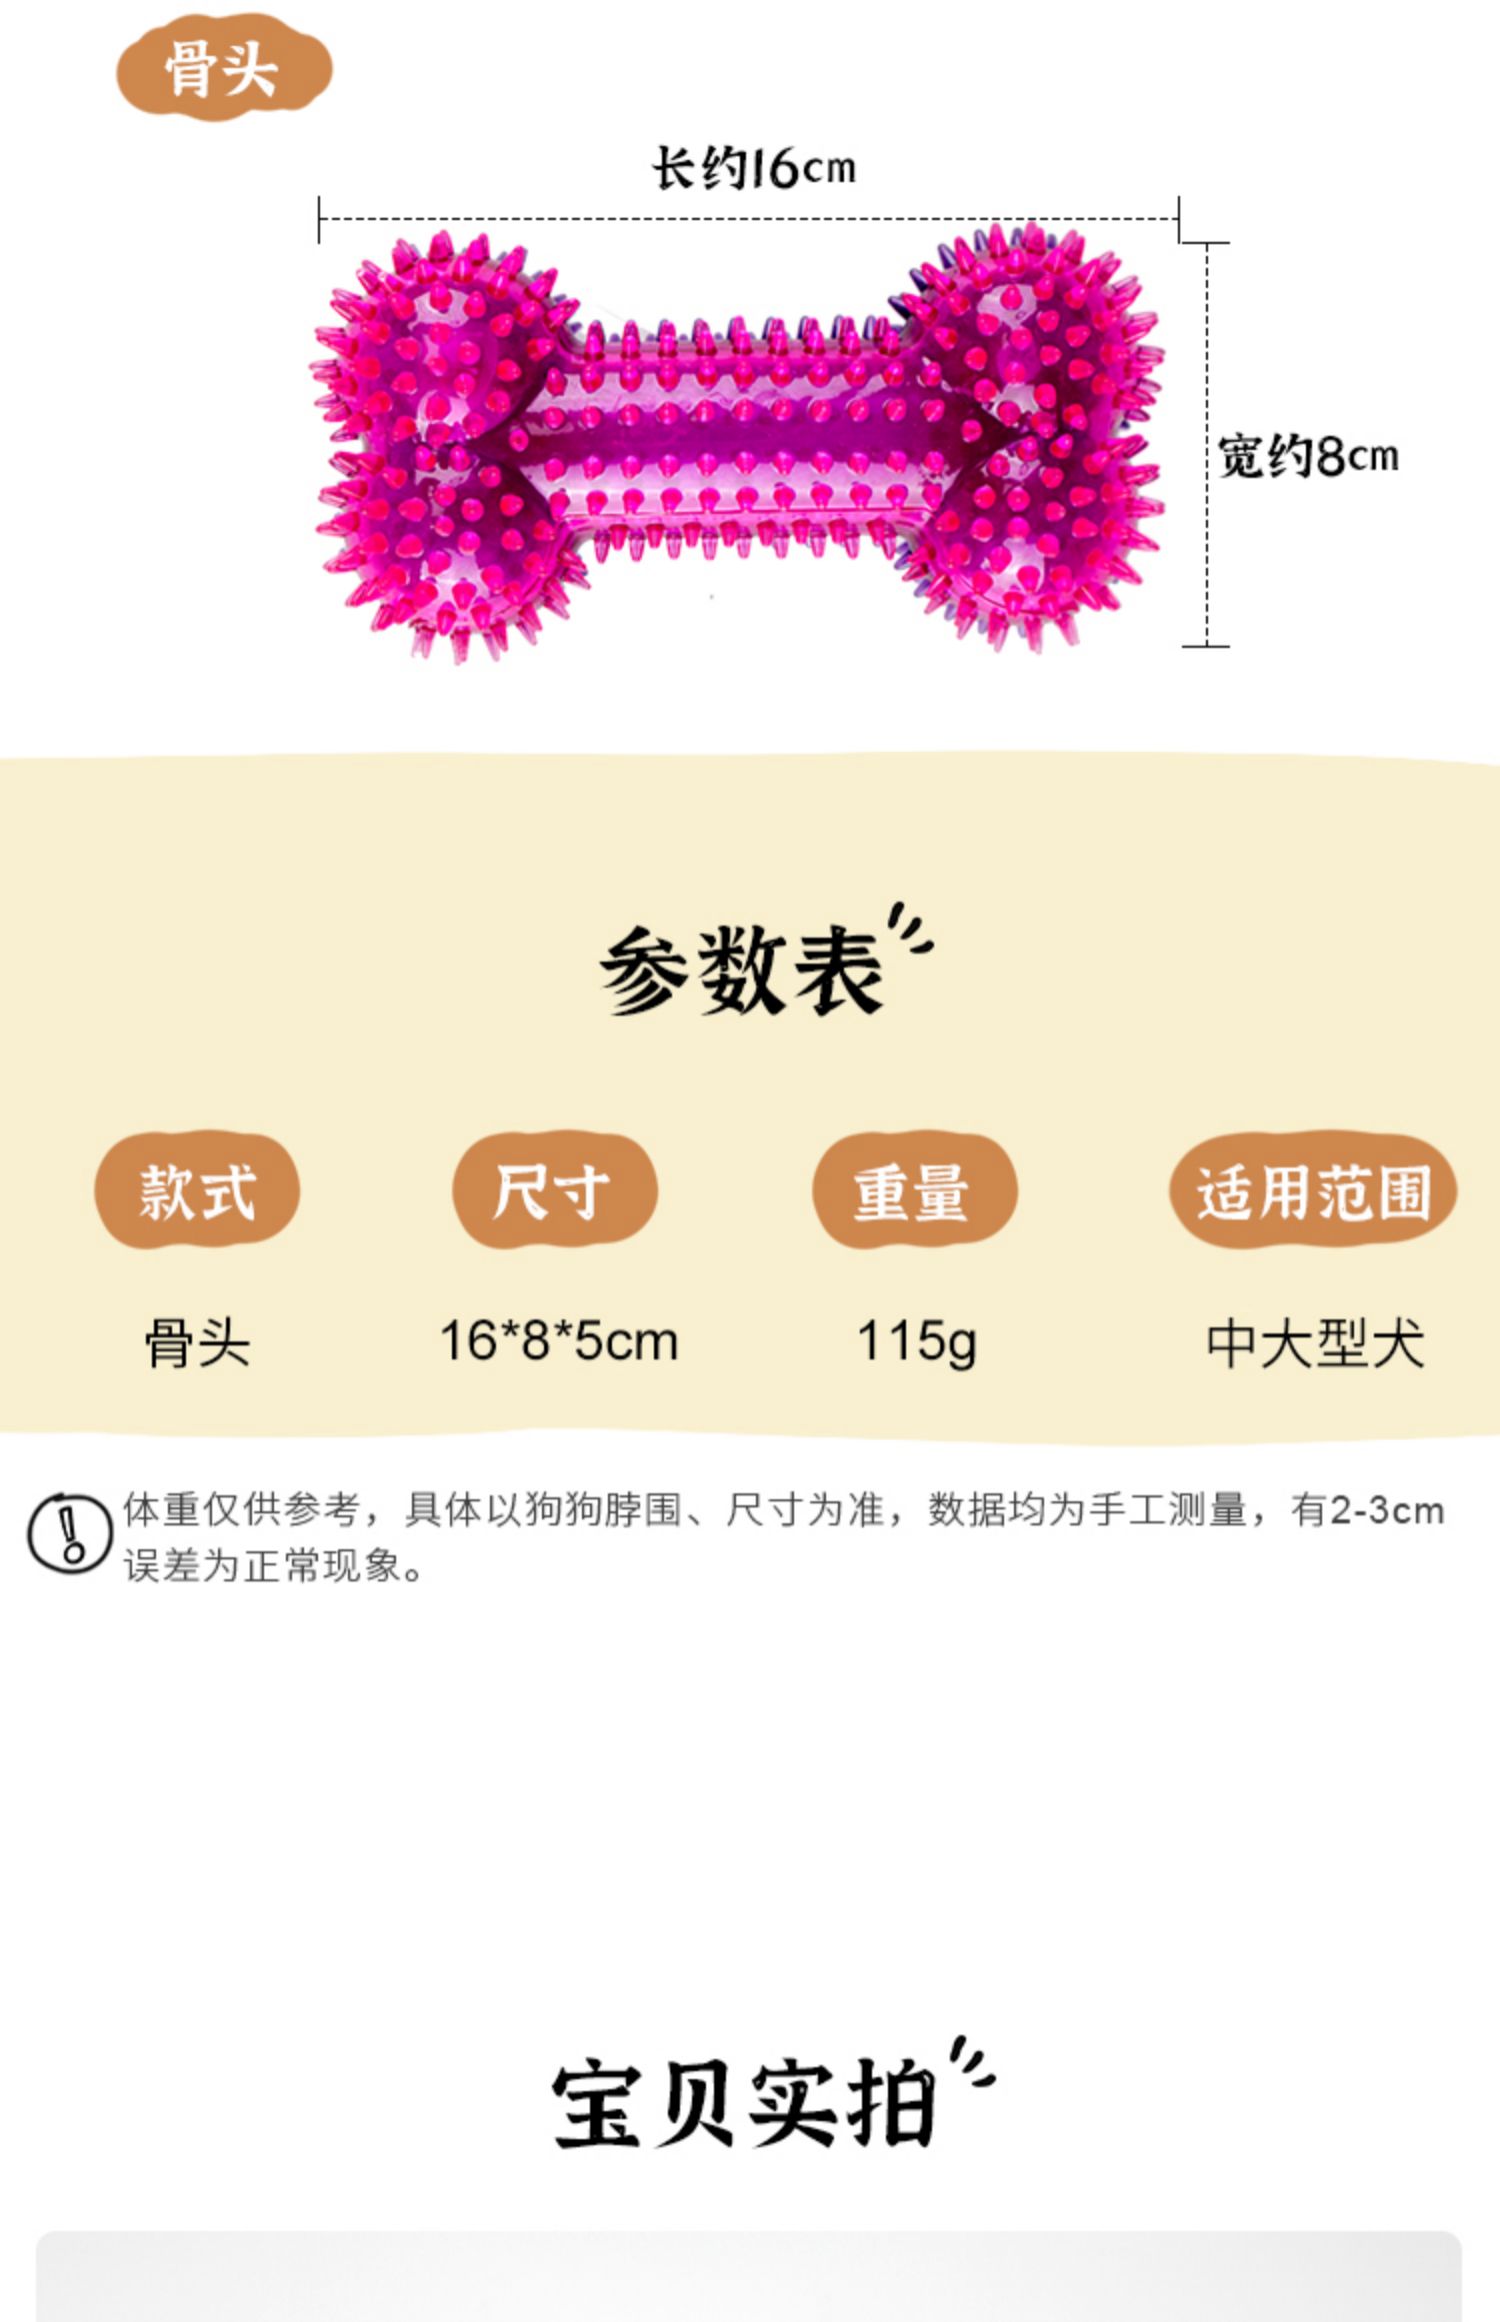 骨头
长约16cm
宽约8cm
参数表
款式 尺寸 重量 适用范围
骨头 16*8*5cm 115g 中大型犬
体重仅供参考，具体以狗狗脖围、尺寸为准，数据均为手工测量，有2-3cm
误差为正常现象。
宝贝实拍